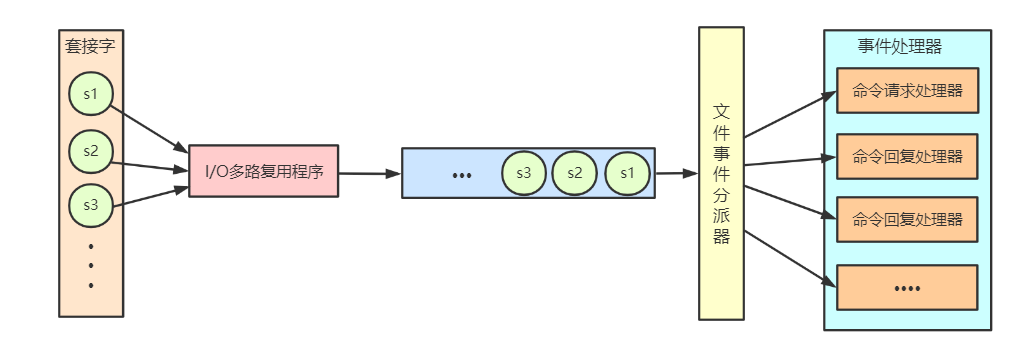 套接字
s1
s2
s3
I/O多路复用程序
••• s3 s2 s1
文件事件分派器
事件处理器
命令请求处理器
命令回复处理器
命令回复处理器
••••